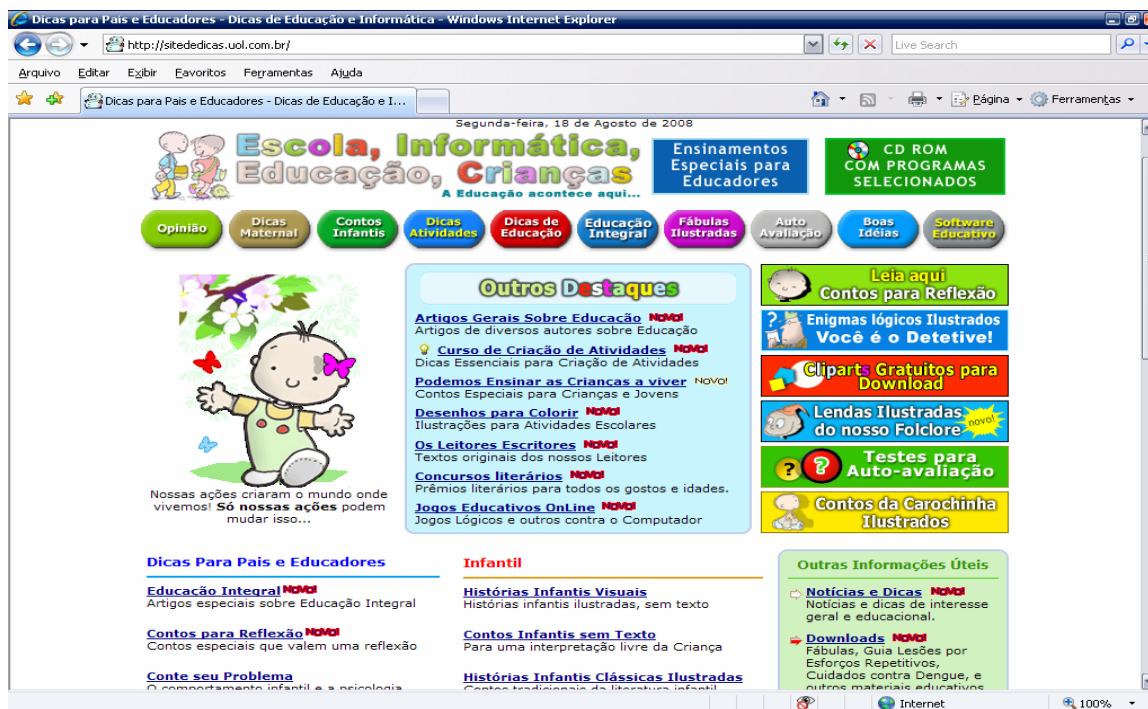 Dicas para Pais e Educadores - Dicas de Educação e Informática - Windows Internet Explorer
http://sitededicas.uol.com.br/
Live Search
Arquivo Editar Exibir Favoritos Ferramentas Ajuda
Dicas para Pais e Educadores - Dicas de Educação e I...
Página Ferramentas
Segunda-feira, 18 de Agosto de 2008
Escola, Informática,
Educação, Crianças
A Educação acontece aqui...
Ensinamentos
Especiais para
Educadores
CD ROM
COM PROGRAMAS
SELECIONADOS
Opinião
Dicas
Maternal
Contos
Infantis
Dicas
Atividades
Dicas de
Educação
Educação
Integral
Fábulas
Ilustradas
Auto
Avaliação
Boas
Idéias
Software
Educativo
Nossas ações criaram o mundo onde
vivemos! Só nossas ações podem
mudar isso...
Outros Destaques
Artigos Gerais Sobre Educação Novo!
Artigos de diversos autores sobre Educação
Curso de Criação de Atividades Novo!
Dicas Essenciais para Criação de Atividades
Podemos Ensinar as Crianças a viver Novo!
Contos Especiais para Crianças e Jovens
Desenhos para Colorir Novo!
Ilustrações para Atividades Escolares
Os Leitores Escritores Novo!
Textos originais dos nossos Leitores
Concursos literários Novo!
Prêmios literários para todos os gostos e idades.
Jogos Educativos OnLine Novo!
Jogos Lógicos e outros contra o Computador
Leia aqui
Contos para Reflexão
Enigmas lógicos Ilustrados
Você é o Detetive!
Cliparts Gratuitos para
Download
Lendas Ilustradas
do nosso Folclore novo!
Testes para
Auto-avaliação
Contos da Carochinha
Ilustrados
Dicas Para Pais e Educadores
Educação Integral Novo!
Artigos especiais sobre Educação Integral
Contos para Reflexão Novo!
Contos especiais que valem uma reflexão
Conte seu Problema
O comportamento infantil e a psicologia
Infantil
Histórias Infantis Visuais
Histórias infantis ilustradas, sem texto
Contos Infantis sem Texto
Para uma interpretação livre da Criança
Histórias Infantis Clássicas Ilustradas
Contos tradicionais da literatura infantil
Outras Informações Úteis
Notícias e Dicas Novo!
Notícias e dicas de interesse
geral e educacional.
Downloads Novo!
Fábulas, Guia Lesões por
Esforços Repetitivos,
Cuidados contra Dengue, e
outros materiais educativos
Internet
100%